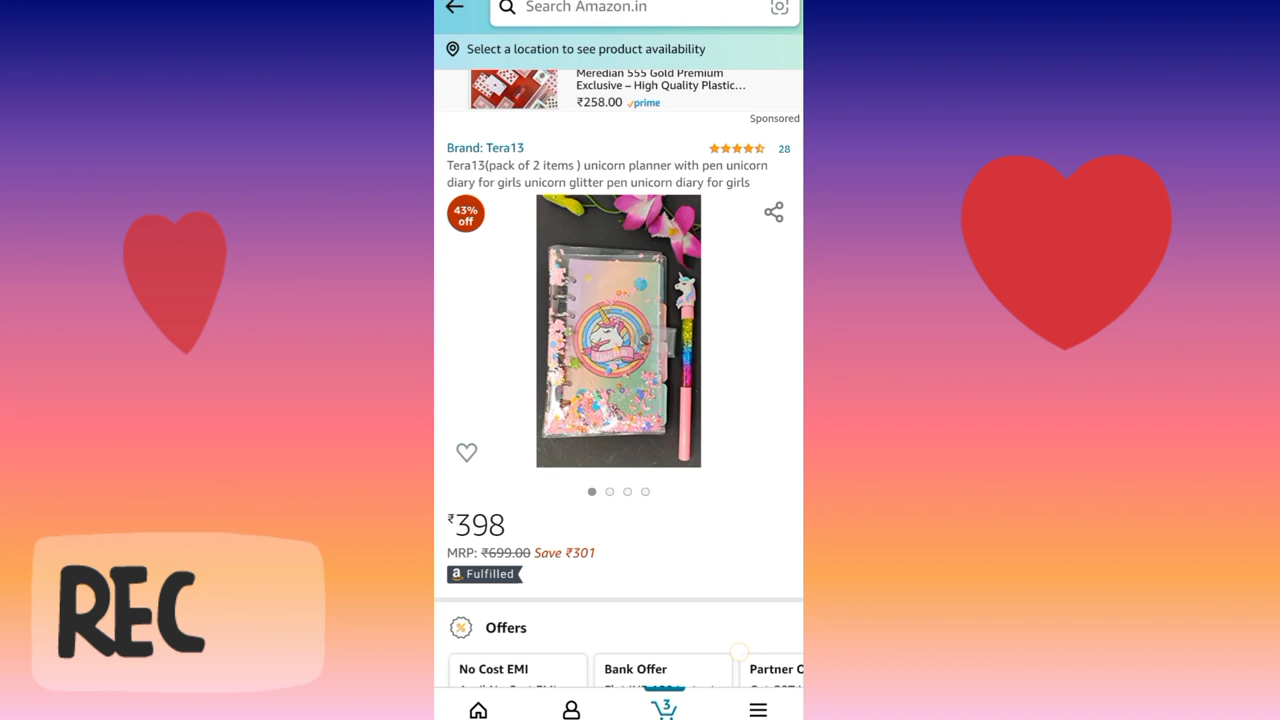 Search Amazon.in
Select a location to see product availability
Meredian 555 Gold Premium
Exclusive – High Quality Plastic...
₹258.00 prime
Sponsored
Brand: Tera13
28
Tera13(pack of 2 items ) unicorn planner with pen unicorn
diary for girls unicorn glitter pen unicorn diary for girls
43%
off
₹398
MRP: ₹699.00 Save ₹301
a Fulfilled
REC
Offers
No Cost EMI
Bank Offer
Partner
3